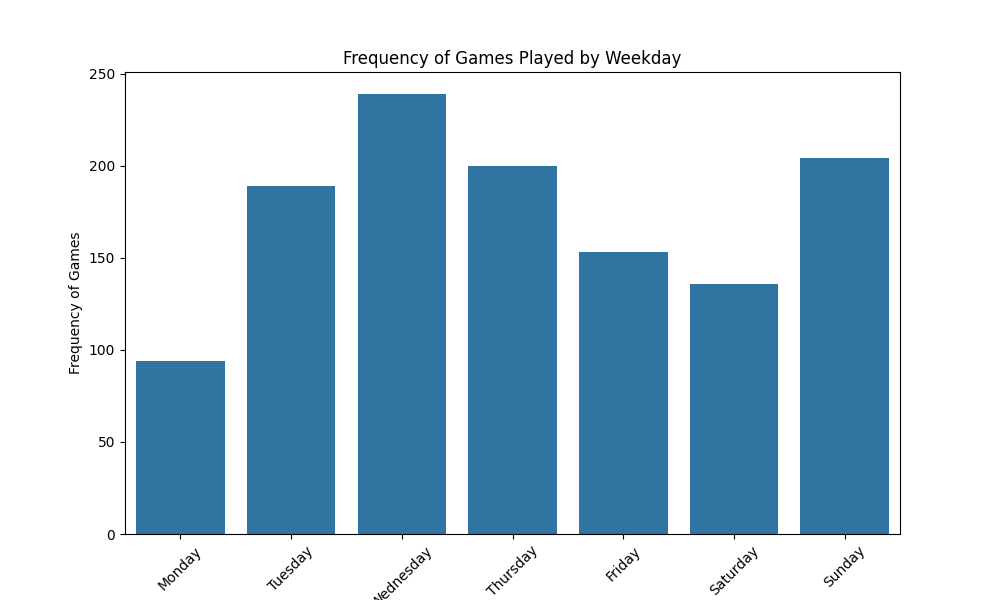 Frequency of Games Played by Weekday
Frequency of Games
250
200
150
100
50
0
Monday
Tuesday
Wednesday
Thursday
Friday
Saturday
Sunday